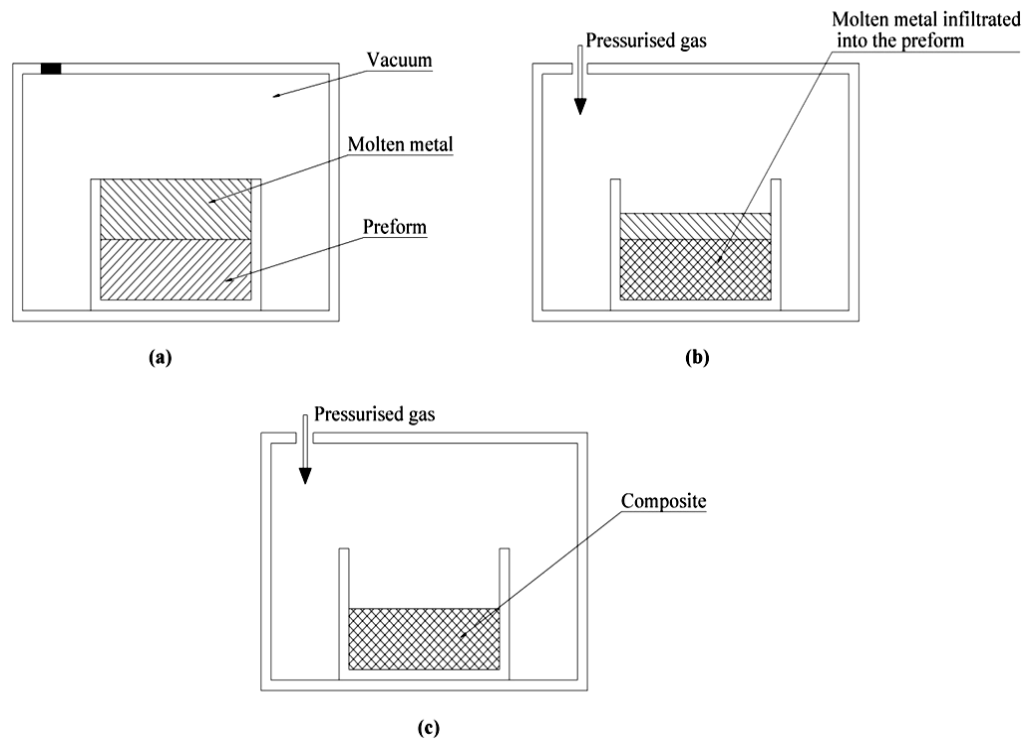 Vacuum
Molten metal
Preform
(a)
Pressurised gas
Molten metal infiltrated
into the preform
(b)
Pressurised gas
Composite
(c)